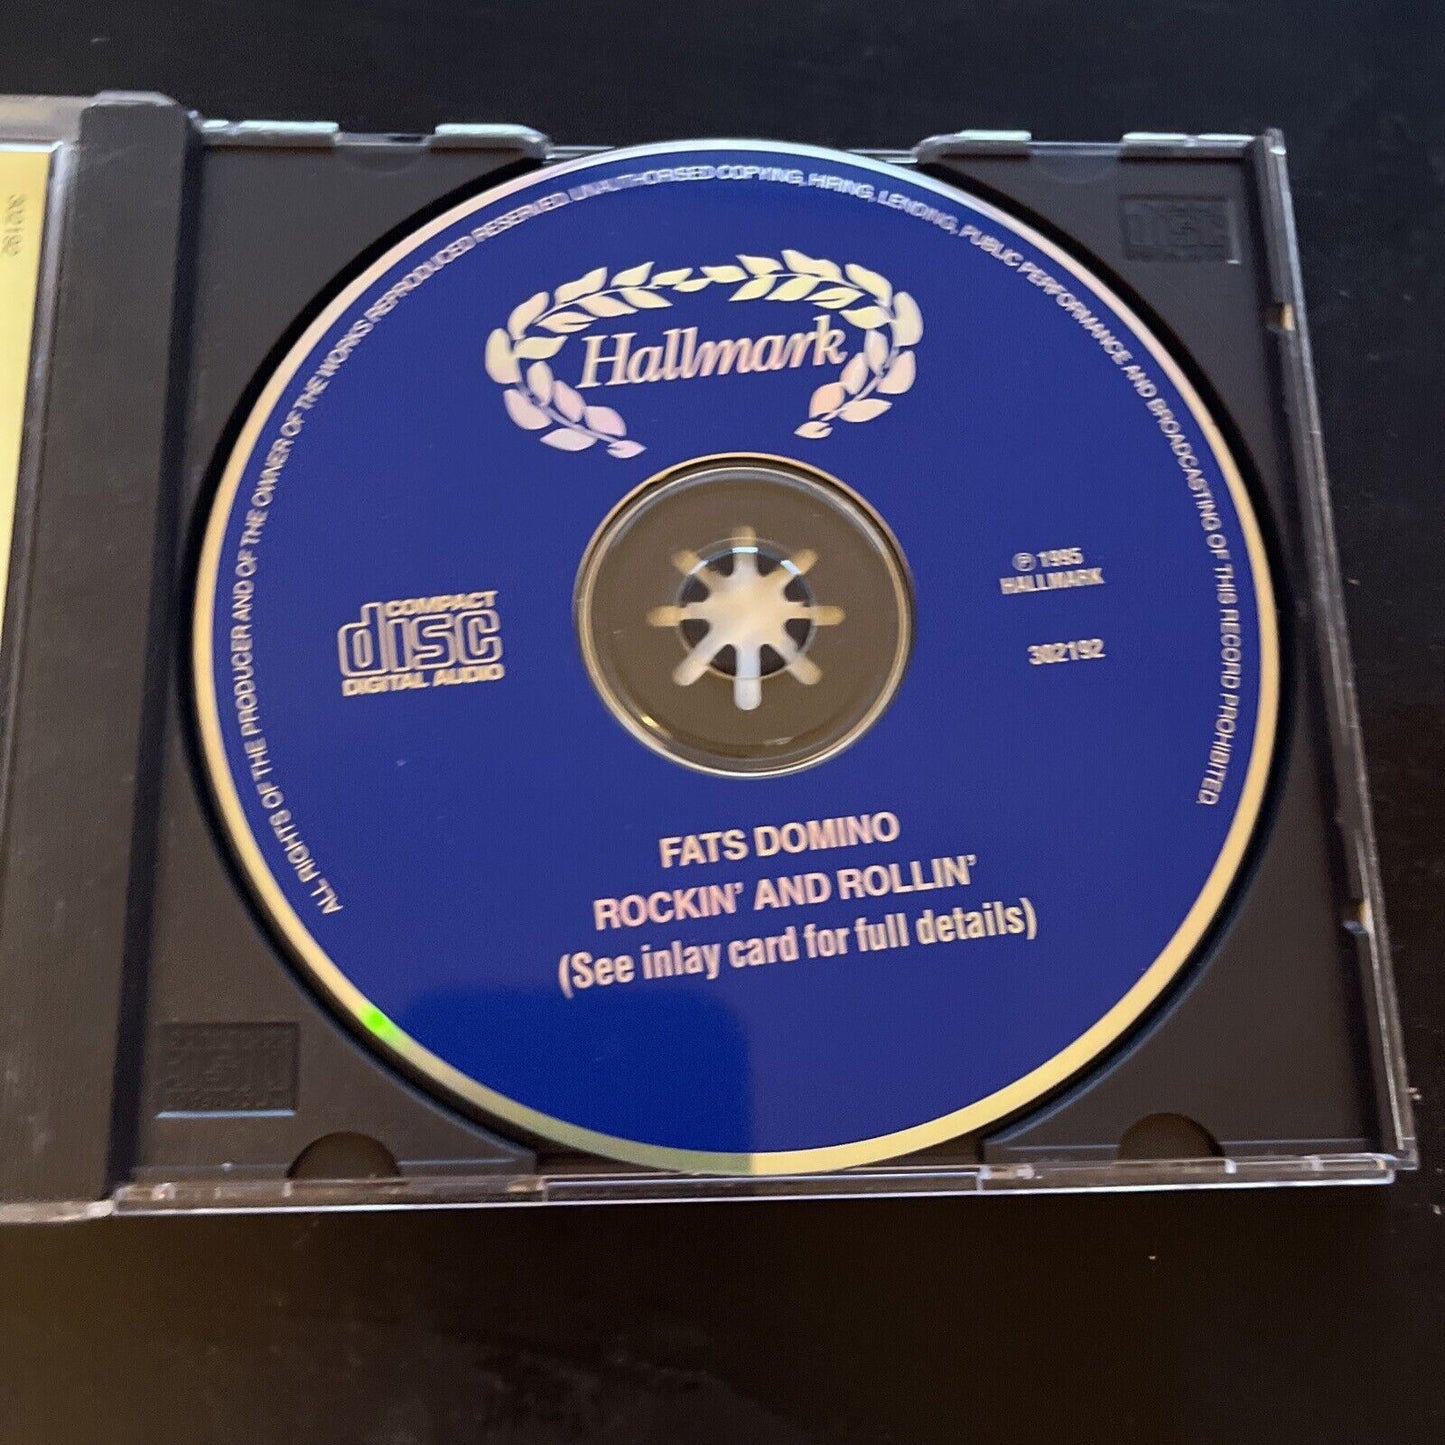 302192
ALL RIGHTS OF THE PRODUCER AND OF THE OWNER OF THE WORKS REPRODUCED RESERVED. UNAUTHORISED COPYING, HIRING, LENDING, PUBLIC PERFORMANCE AND BROADCASTING OF THIS RECORD PROHIBITED.
Hallmark
COMPACT
disc
DIGITAL AUDIO
℗ 1995
HALLMARK
302192
FATS DOMINO
ROCKIN' AND ROLLIN'
(See inlay card for full details)
disc